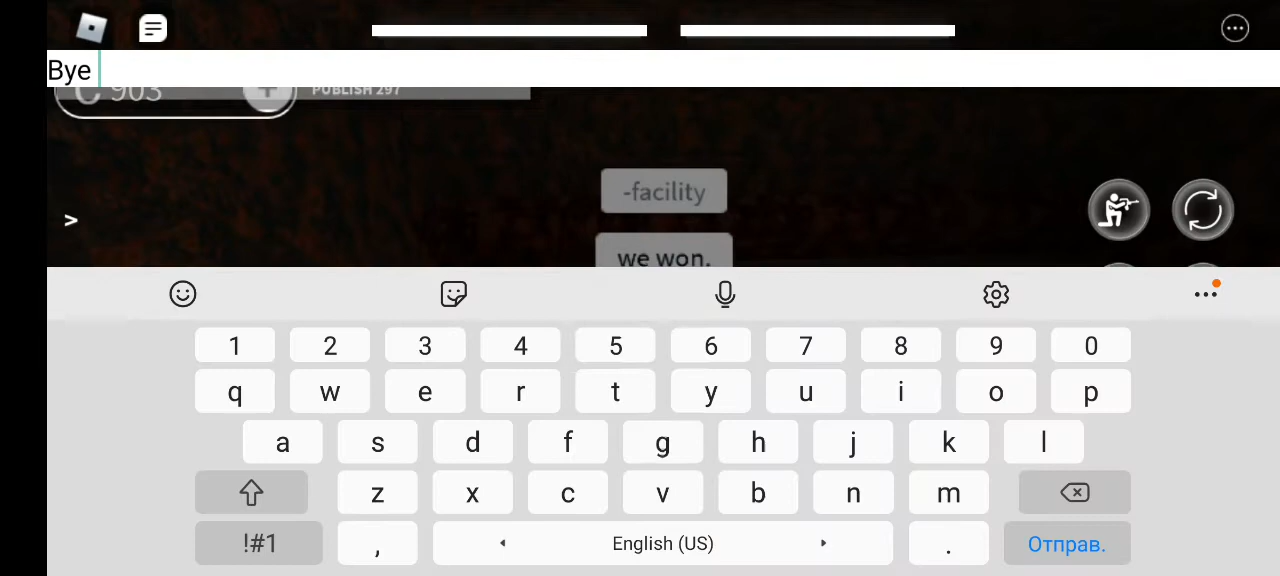 Bye
C 903 +
PUBLISH 297
-facility
>
we won.
1 2 3 4 5 6 7 8 9 0
q w e r t y u i o p
a s d f g h j k l
z x c v b n m
!#1 , English (US) . Отправ.